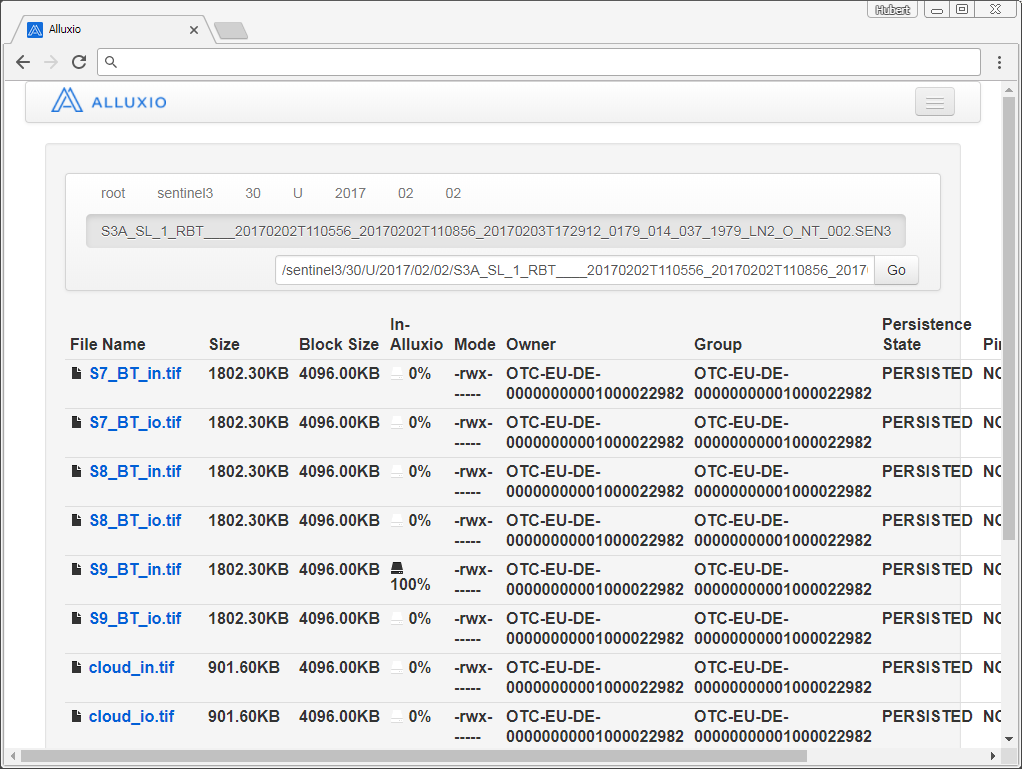 Hubert
Alluxio
ALLUXIO
root sentinel3 30 U 2017 02 02
S3A_SL_1_RBT____20170202T110556_20170202T110856_20170203T172912_0179_014_037_1979_LN2_O_NT_002.SEN3
/sentinel3/30/U/2017/02/02/S3A_SL_1_RBT____20170202T110556_20170202T110856_2017 Go
In- Persistence
File Name Size Block Size Alluxio Mode Owner Group State Pi
S7_BT_in.tif 1802.30KB 4096.00KB 0% -rwx- OTC-EU-DE- OTC-EU-DE- PERSISTED NO
----- 00000000001000022982 00000000001000022982
S7_BT_io.tif 1802.30KB 4096.00KB 0% -rwx- OTC-EU-DE- OTC-EU-DE- PERSISTED NO
----- 00000000001000022982 00000000001000022982
S8_BT_in.tif 1802.30KB 4096.00KB 0% -rwx- OTC-EU-DE- OTC-EU-DE- PERSISTED NO
----- 00000000001000022982 00000000001000022982
S8_BT_io.tif 1802.30KB 4096.00KB 0% -rwx- OTC-EU-DE- OTC-EU-DE- PERSISTED NO
----- 00000000001000022982 00000000001000022982
S9_BT_in.tif 1802.30KB 4096.00KB -rwx- OTC-EU-DE- OTC-EU-DE- PERSISTED NO
100% ----- 00000000001000022982 00000000001000022982
S9_BT_io.tif 1802.30KB 4096.00KB 0% -rwx- OTC-EU-DE- OTC-EU-DE- PERSISTED NO
----- 00000000001000022982 00000000001000022982
cloud_in.tif 901.60KB 4096.00KB 0% -rwx- OTC-EU-DE- OTC-EU-DE- PERSISTED NO
----- 00000000001000022982 00000000001000022982
cloud_io.tif 901.60KB 4096.00KB 0% -rwx- OTC-EU-DE- OTC-EU-DE- PERSISTED NO
----- 00000000001000022982 00000000001000022982